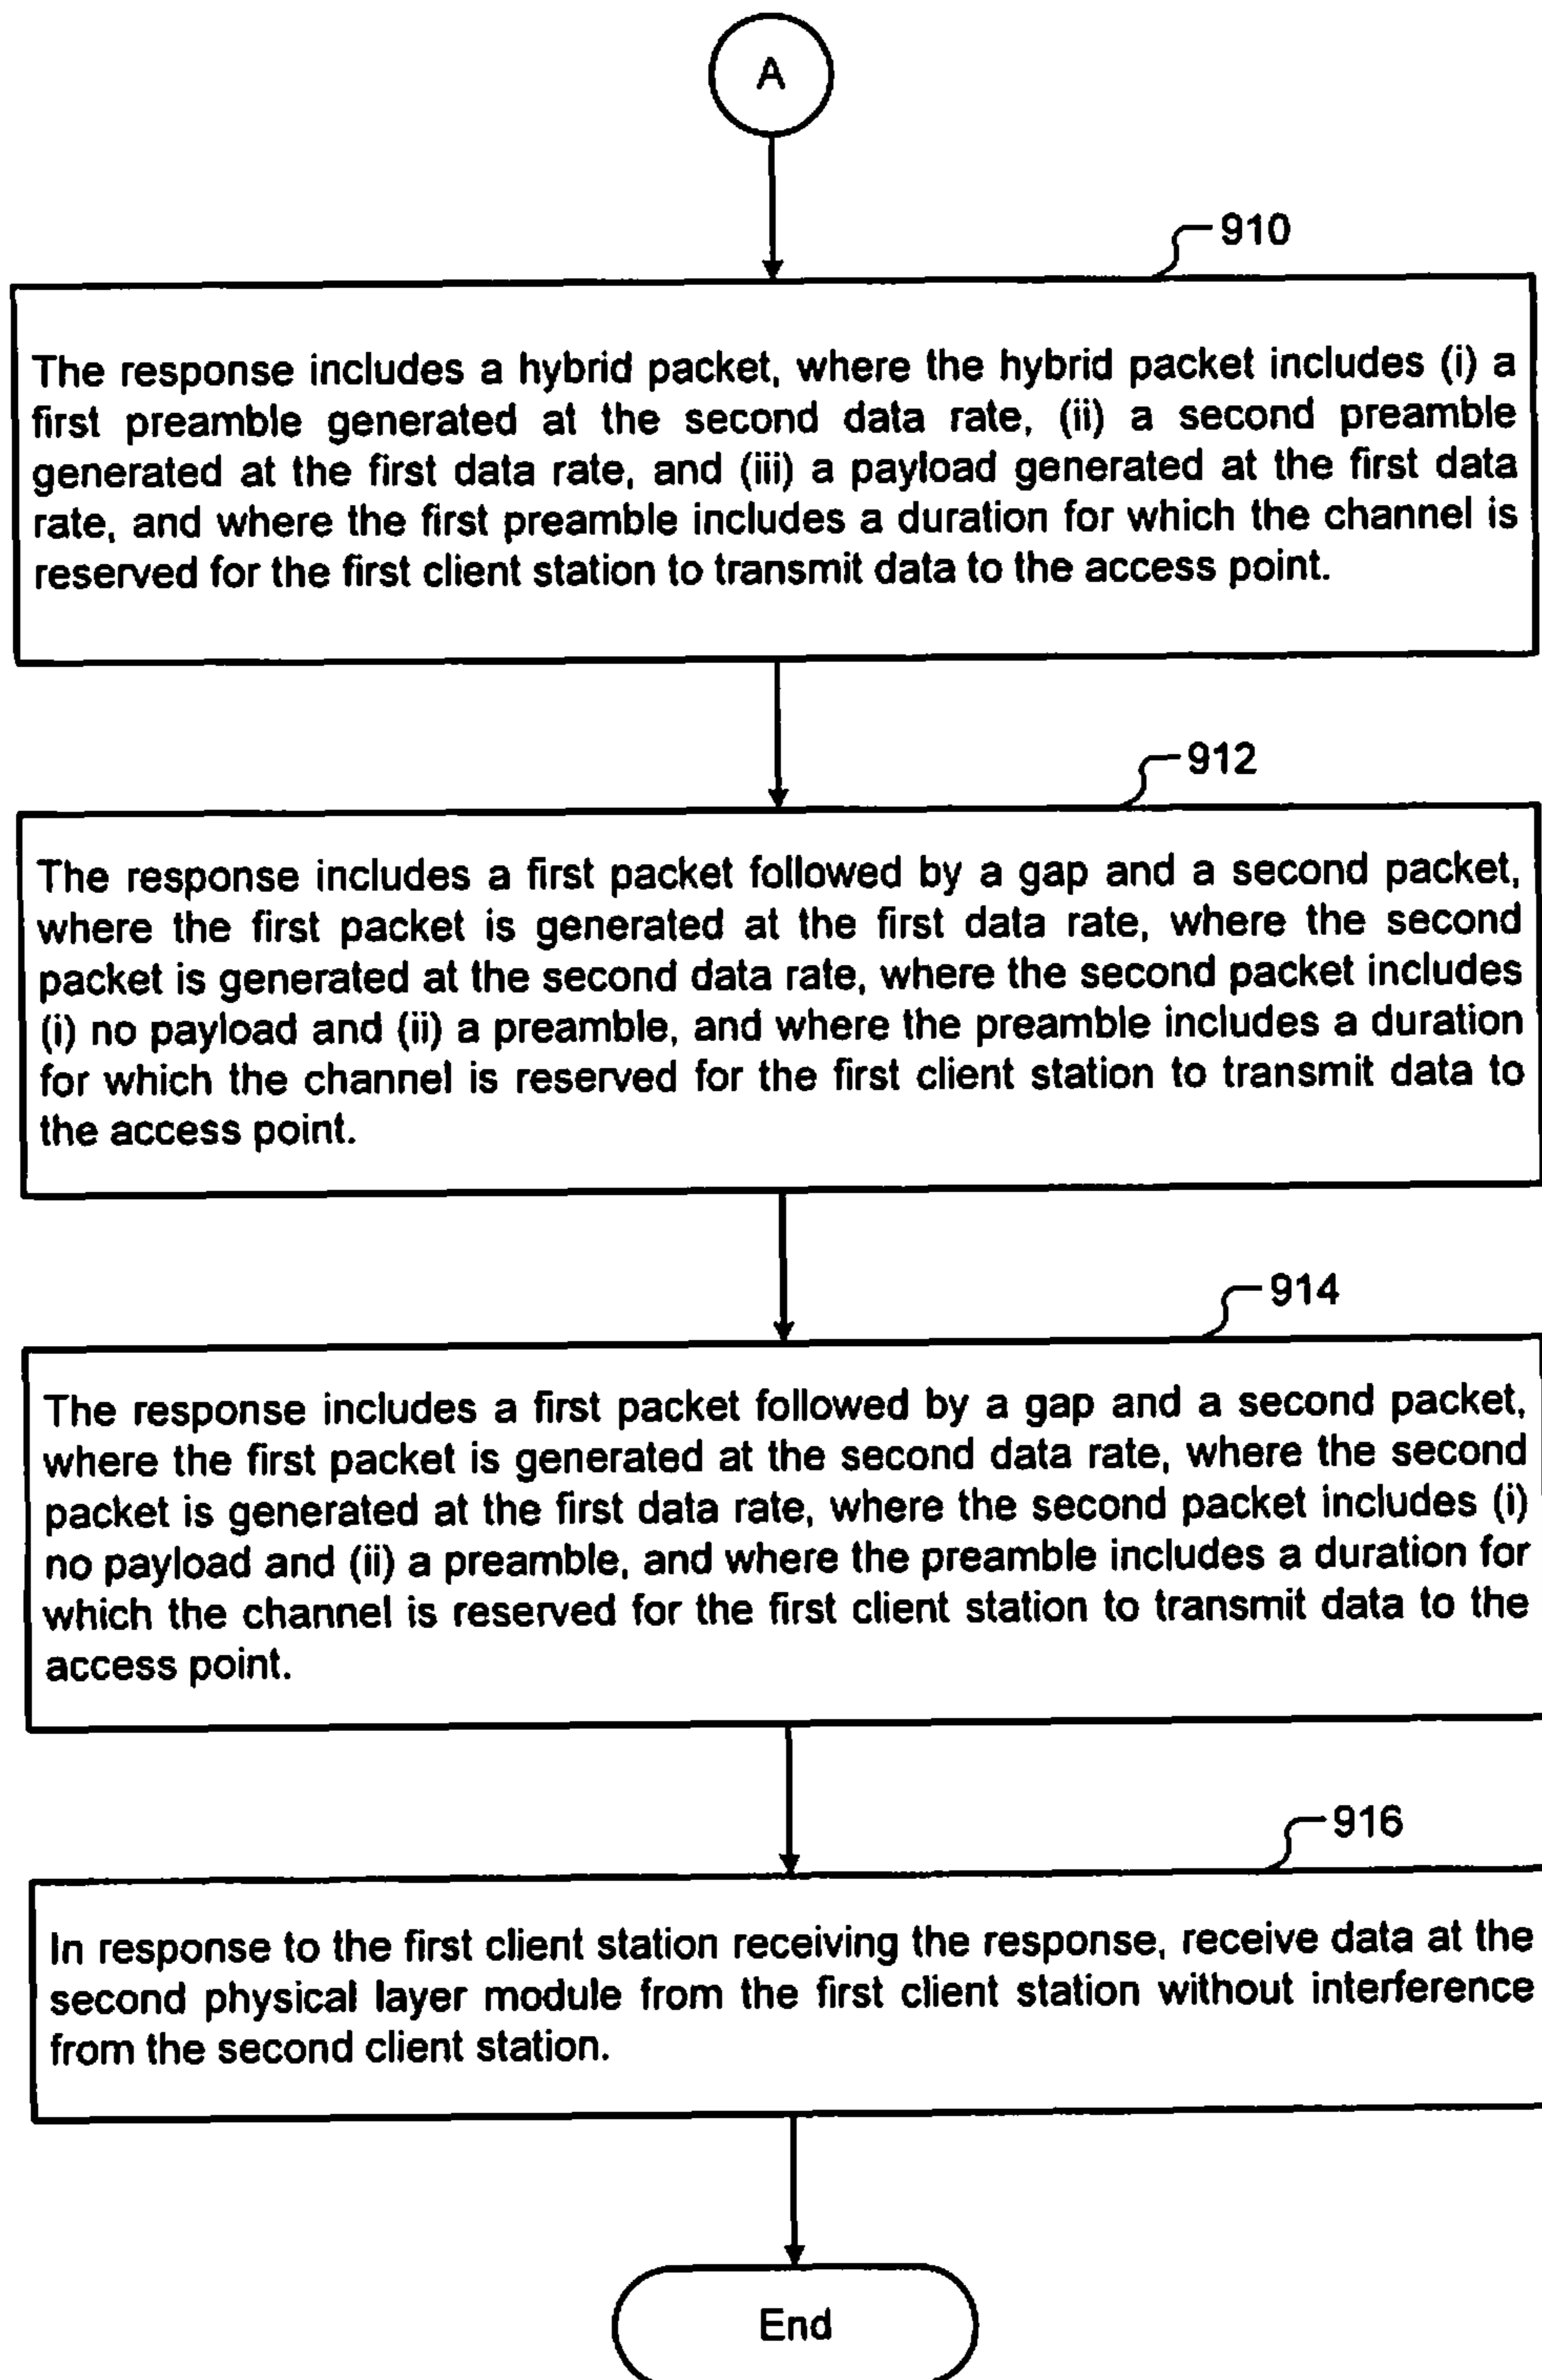 A
910
The response includes a hybrid packet, where the hybrid packet includes (i) a
first preamble generated at the second data rate, (ii) a second preamble
generated at the first data rate, and (iii) a payload generated at the first data
rate, and where the first preamble includes a duration for which the channel is
reserved for the first client station to transmit data to the access point.
912
The response includes a first packet followed by a gap and a second packet,
where the first packet is generated at the first data rate, where the second
packet is generated at the second data rate, where the second packet includes
(i) no payload and (ii) a preamble, and where the preamble includes a duration
for which the channel is reserved for the first client station to transmit data to
the access point.
914
The response includes a first packet followed by a gap and a second packet,
where the first packet is generated at the second data rate, where the second
packet is generated at the first data rate, where the second packet includes (i)
no payload and (ii) a preamble, and where the preamble includes a duration for
which the channel is reserved for the first client station to transmit data to the
access point.
916
In response to the first client station receiving the response, receive data at the
second physical layer module from the first client station without interference
from the second client station.
End